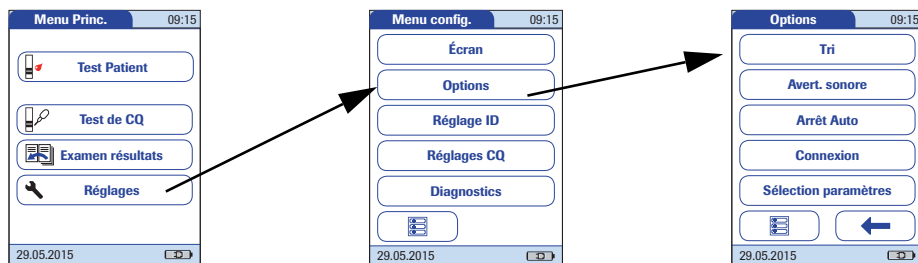 Menu Princ. 09:15
Test Patient
Test de CQ
Examen résultats
Réglages
29.05.2015
Menu config. 09:15
Écran
Options
Réglage ID
Réglages CQ
Diagnostics
29.05.2015
Options 09:15
Tri
Avert. sonore
Arrêt Auto
Connexion
Sélection paramètres
29.05.2015